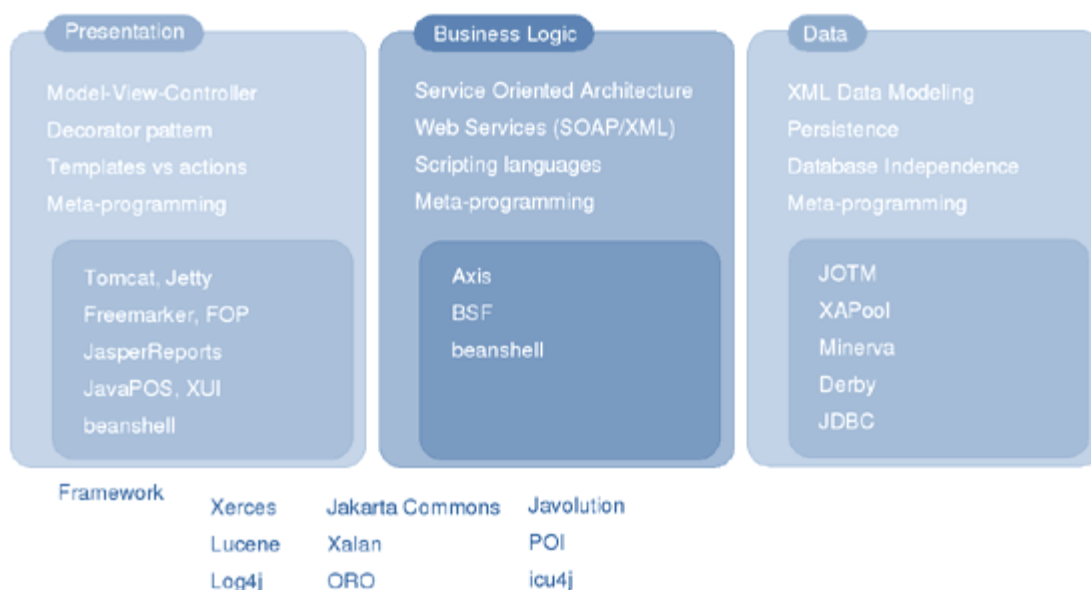 Presentation
Model-View-Controller
Decorator pattern
Templates vs actions
Meta-programming
Tomcat, Jetty
Freemarker, FOP
JasperReports
JavaPOS, XUI
beanshell
Business Logic
Service Oriented Architecture
Web Services (SOAP/XML)
Scripting languages
Meta-programming
Axis
BSF
beanshell
Data
XML Data Modeling
Persistence
Database Independence
Meta-programming
JOTM
XAPool
Minerva
Derby
JDBC
Framework
Xerces Jakarta Commons Javolution
Lucene Xalan POI
Log4j ORO icu4j